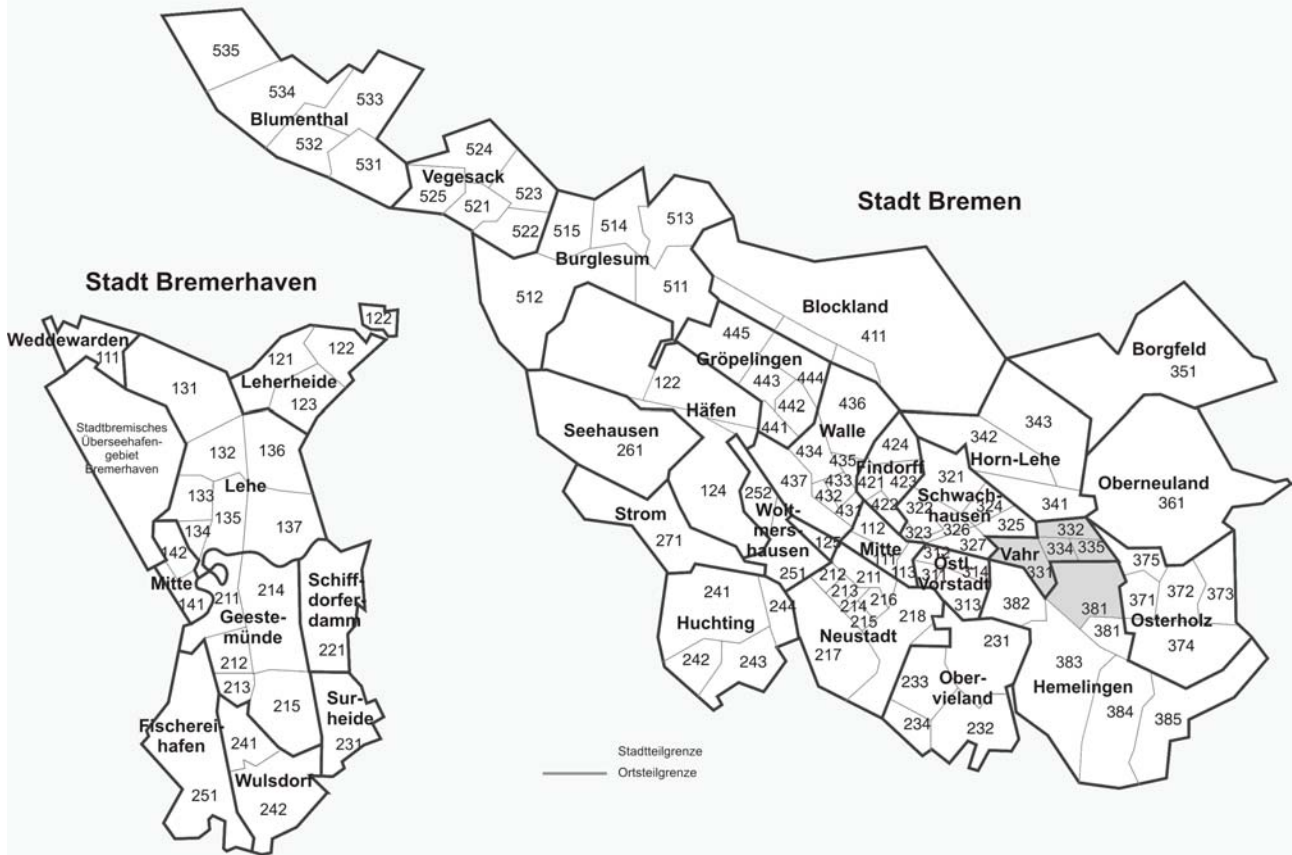 535
534
533
Blumenthal
532
531
524
Vegesack
525
523
521
522
515
514
513
Burglesum
512
511
Stadt Bremen
Blockland
411
445
Gröpelingen
443
444
442
441
122
Häfen
Seehausen
261
436
Walle
434
435
433
437
432
431
424
Findorff
421
423
422
Borgfeld
351
343
342
Horn-Lehe
341
Oberneuland
361
321
Schwach-
hausen
322
324
325
323
326
327
332
Vahr
334
335
331
124
252
Strom
271
Wolt-
mers-
hausen
125
251
112
Mitte
111
113
312
Östl.
Vorstadt
311
314
313
375
371
372
373
Osterholz
374
241
244
Huchting
242
243
212
211
213
214
216
215
218
Neustadt
217
231
233
Ober-
vieland
234
232
382
381
381
383
Hemelingen
384
385
Stadt Bremerhaven
Weddewarden
111
122
121
122
Leherheide
123
131
Stadtbremisches
Überseehafen-
gebiet
Bremerhaven
132
136
Lehe
133
135
134
137
142
Mitte
141
211
214
Geeste-
münde
Schiff-
dorfer-
damm
221
212
213
215
Sur-
heide
231
Fischerei-
hafen
251
241
Wulsdorf
242
Stadtteilgrenze
Ortsteilgrenze